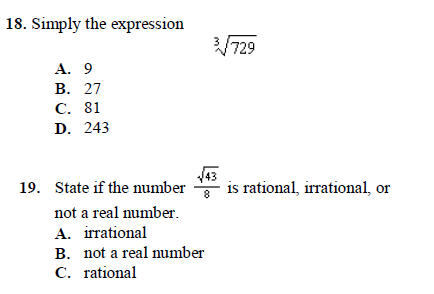 18. Simply the expression
∛729
A. 9
B. 27
C. 81
D. 243
19. State if the number √43/8 is rational, irrational, or
not a real number.
A. irrational
B. not a real number
C. rational